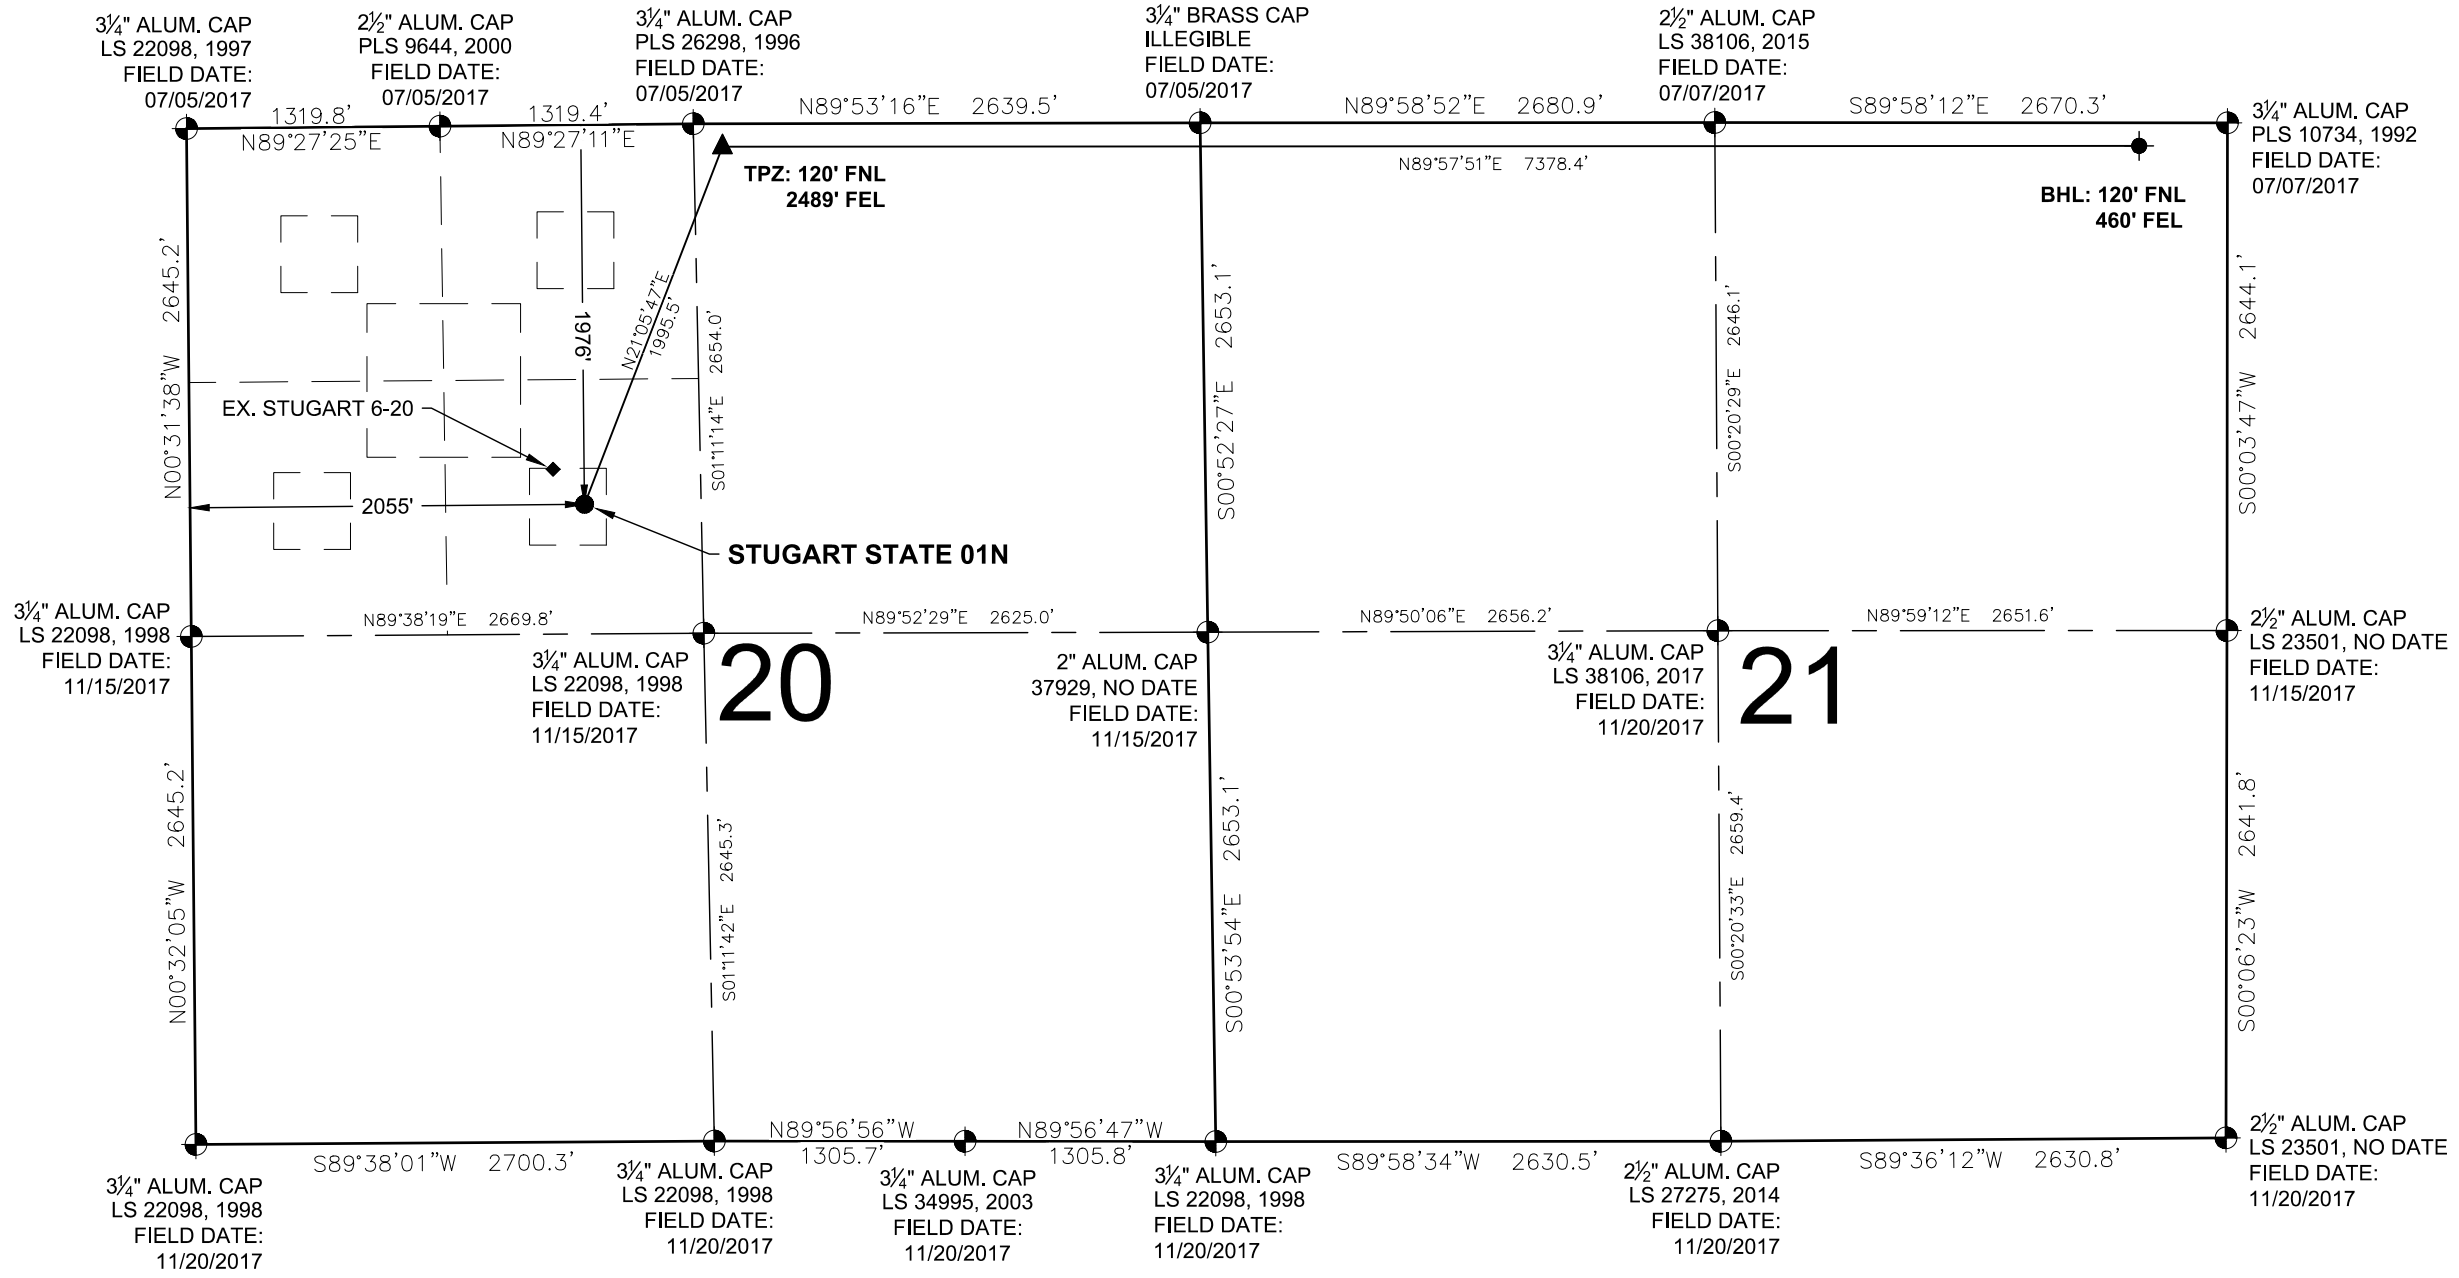 3¼" ALUM. CAP
LS 22098, 1997
FIELD DATE:
07/05/2017
2½" ALUM. CAP
PLS 9644, 2000
FIELD DATE:
07/05/2017
3¼" ALUM. CAP
PLS 26298, 1996
FIELD DATE:
07/05/2017
3¼" BRASS CAP
ILLEGIBLE
FIELD DATE:
07/05/2017
2½" ALUM. CAP
LS 38106, 2015
FIELD DATE:
07/07/2017
3¼" ALUM. CAP
PLS 10734, 1992
FIELD DATE:
07/07/2017
1319.8'
N89°27'25"E
1319.4'
N89°27'11"E
N89°53'16"E 2639.5'
N89°58'52"E 2680.9'
S89°58'12"E 2670.3'
TPZ: 120' FNL
2489' FEL
N89°57'51"E 7378.4'
BHL: 120' FNL
460' FEL
N00°31'38"W 2645.2'
1976'
N21°05'47"E
1995.5'
S01°11'14"E 2654.0'
S00°52'27"E 2653.1'
S00°20'29"E 2646.1'
S00°03'47"W 2644.1'
EX. STUGART 6-20
2055'
STUGART STATE 01N
3¼" ALUM. CAP
LS 22098, 1998
FIELD DATE:
11/15/2017
N89°38'19"E 2669.8'
N89°52'29"E 2625.0'
N89°50'06"E 2656.2'
N89°59'12"E 2651.6'
3¼" ALUM. CAP
LS 22098, 1998
FIELD DATE:
11/15/2017
20
2" ALUM. CAP
37929, NO DATE
FIELD DATE:
11/15/2017
3¼" ALUM. CAP
LS 38106, 2017
FIELD DATE:
11/20/2017
21
2½" ALUM. CAP
LS 23501, NO DATE
FIELD DATE:
11/15/2017
N00°32'05"W 2645.2'
S01°11'42"E 2645.3'
S00°53'54"E 2653.1'
S00°20'33"E 2659.4'
S00°06'23"W 2641.8'
S89°38'01"W 2700.3'
N89°56'56"W
1305.7'
N89°56'47"W
1305.8'
S89°58'34"W 2630.5'
S89°36'12"W 2630.8'
3¼" ALUM. CAP
LS 22098, 1998
FIELD DATE:
11/20/2017
3¼" ALUM. CAP
LS 22098, 1998
FIELD DATE:
11/20/2017
3¼" ALUM. CAP
LS 34995, 2003
FIELD DATE:
11/20/2017
3¼" ALUM. CAP
LS 22098, 1998
FIELD DATE:
11/20/2017
2½" ALUM. CAP
LS 27275, 2014
FIELD DATE:
11/20/2017
2½" ALUM. CAP
LS 23501, NO DATE
FIELD DATE:
11/20/2017